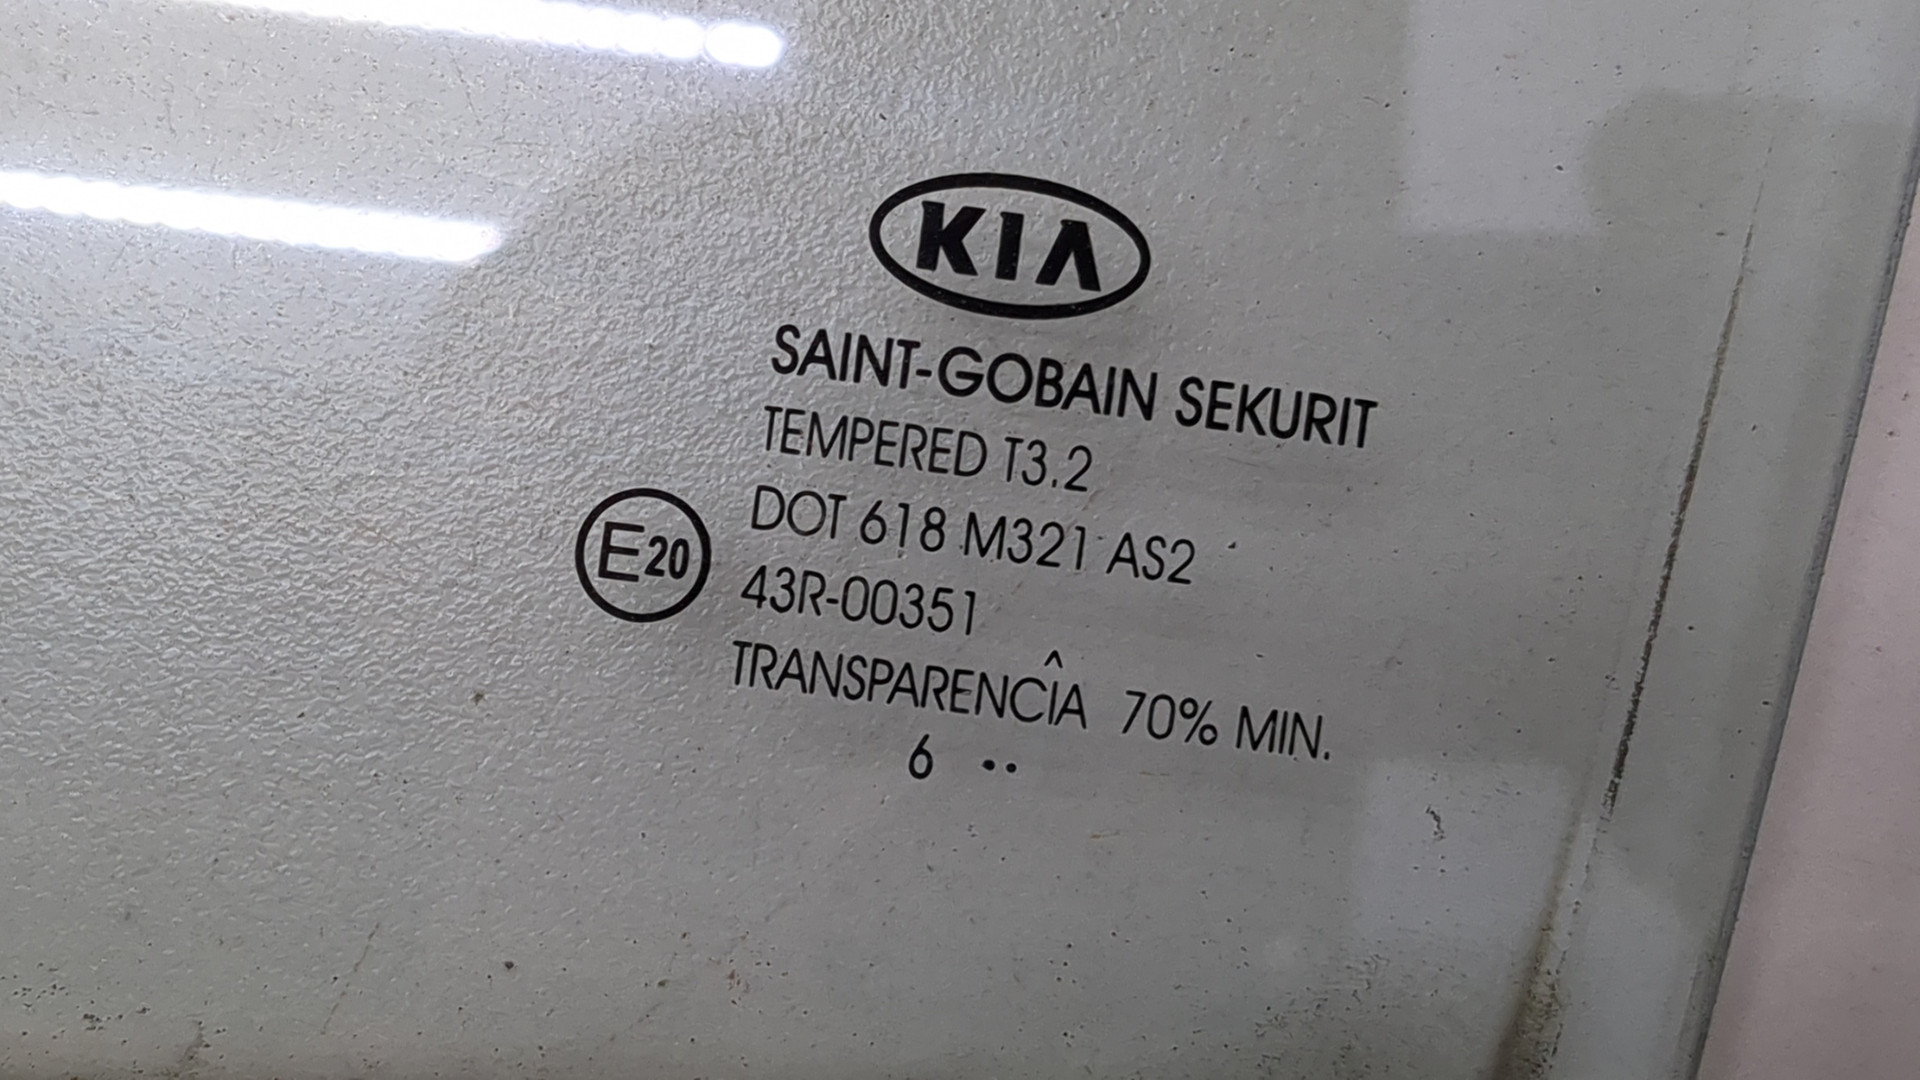 KIA
SAINT-GOBAIN SEKURIT
TEMPERED T3.2
DOT 618 M321 AS2
E20
43R-00351
TRANSPARENCÎA 70% MIN.
6 ..